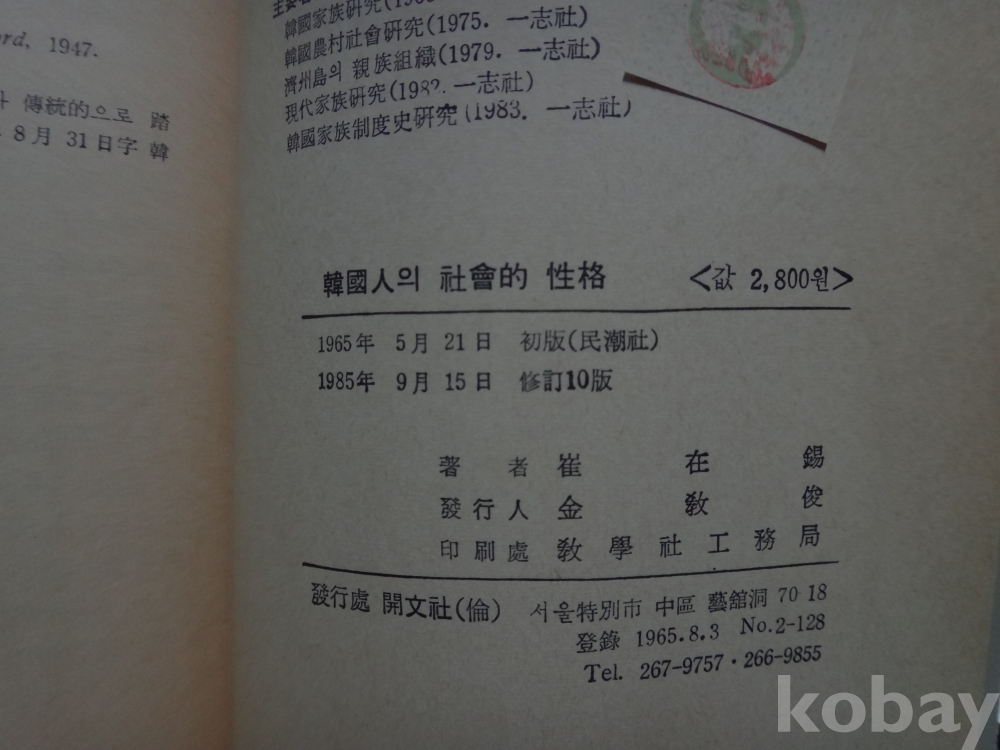 ord, 1947.
傳統的으로 踏
8月 31日字 韓
韓國家族研究
韓國農村社會研究(1975. 一志社)
濟州島의 親族組織(1979. 一志社)
現代家族研究(1982. 一志社)
韓國家族制度史研究(1983. 一志社)
韓國人의 社會的 性格 <값 2,800원>
1965年 5月 21日 初版(民潮社)
1985年 9月 15日 修訂10版
著者 崔在錫
發行人 金敎俊
印刷處 敎學社工務局
發行處 開文社(倫) 서울特別市 中區 藝舘洞 70-18
登錄 1965.8.3 No.2-128
Tel. 267-9757·266-9855
kobay